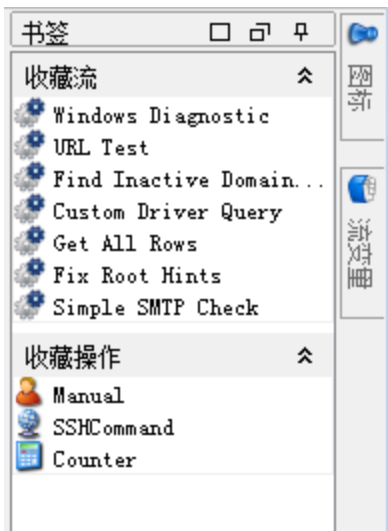 书签
收藏流
Windows Diagnostic
URL Test
Find Inactive Domain...
Custom Driver Query
Get All Rows
Fix Root Hints
Simple SMTP Check
收藏操作
Manual
SSHCommand
Counter
图标
流变量